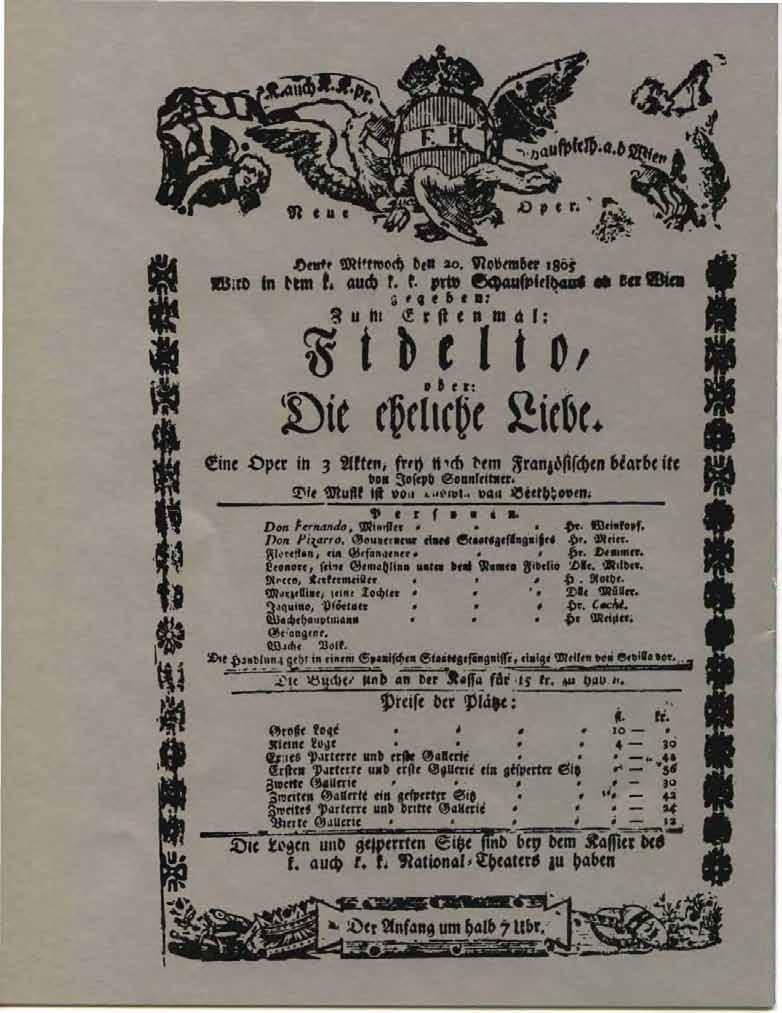 K. auch K. K. pr.
F. H.
Schauspielh. a. d Wien
Neue Oper.
Heute Mittwoch den 20. November 1805
Wird in dem k. auch k. k. priv Schauspielhaus an der Wien
gegeben:
Zum Erstenmal:
Fidelio,
oder:
Die eheliche Liebe.
Eine Oper in 3 Akten, frey nach dem Französischen bearbeite
von Joseph Sonnleitner.
Die Musik ist von Ludwig van Beethhoven.
Personen.
Don Fernando, Minister Hr. Weinkopf.
Don Pizarro, Gouverneur eines Staatsgefängnißes Hr. Meier.
Florestan, ein Gefangener Hr. Demmer.
Leonore, seine Gemahlinn unter dem Namen Fidelio Dlle. Milder.
Rocco, Kerkermeister H. Rothe.
Marzelline, seine Tochter Dlle Müller.
Jaquino, Pförtner Hr. Caché.
Wachehauptmann Hr Meister.
Gefangene.
Wache Volk.
Die Handlung geht in einem Spanischen Staatsgefängnisse, einige Meilen von Sevilla vor.
Die Bücher sind an der Kassa für 15 kr. zu haben.
Preise der Plätze:
fl. kr.
Große Loge 10 —
Kleine Loge 4 — 30
Erstes Parterre und erste Gallerie — 42
Ersten Parterre und erste Gallerie ein gesperter Sitz — 56
Zweite Gallerie — 30
Zweiten Gallerie ein gesperter Sitz — 42
Zweites Parterre und dritte Gallerie — 24
Vierte Gallerie — 12
Die Logen und gesperrten Sitze sind bey dem Kassier des
k. auch k. k. National-Theaters zu haben
Der Anfang um halb 7 Uhr.